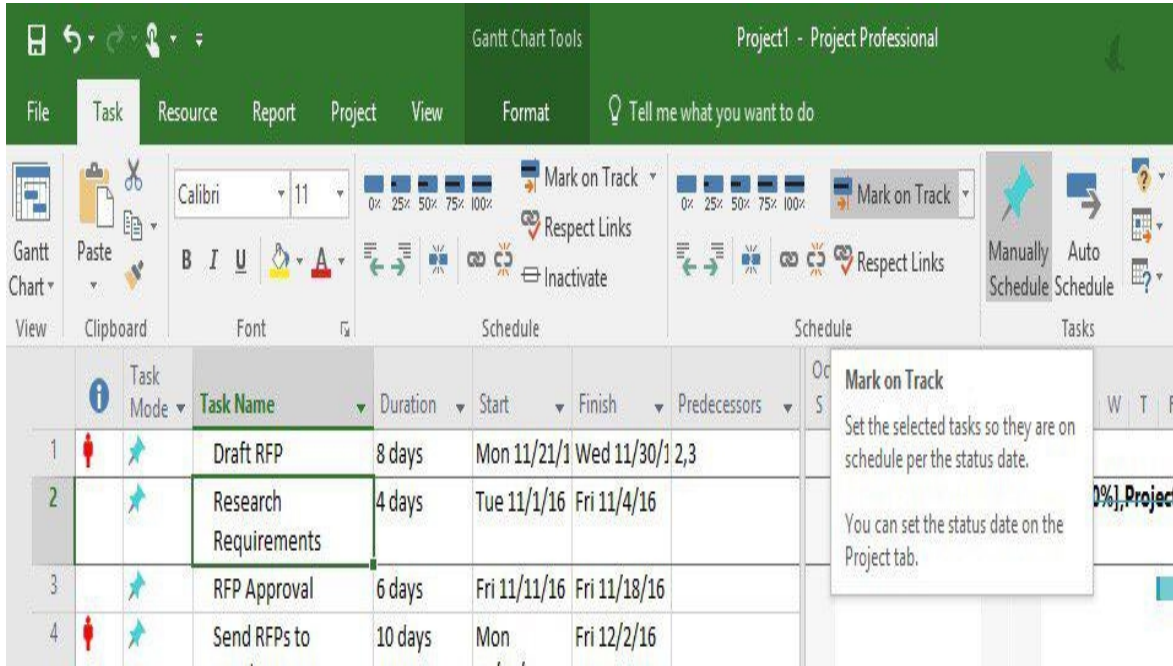 Gantt Chart Tools Project1 - Project Professional
File Task Resource Report Project View Format Tell me what you want to do
Gantt Chart
View
Paste
Clipboard
Calibri 11
B I U A
Font
0% 25% 50% 75% 100%
Mark on Track
Respect Links
Inactivate
Schedule
0% 25% 50% 75% 100%
Mark on Track
Respect Links
Schedule
Manually Schedule
Auto Schedule
Tasks
Task Mode Task Name Duration Start Finish Predecessors
1 Draft RFP 8 days Mon 11/21/1 Wed 11/30/1 2,3
2 Research Requirements 4 days Tue 11/1/16 Fri 11/4/16
3 RFP Approval 6 days Fri 11/11/16 Fri 11/18/16
4 Send RFPs to 10 days Mon Fri 12/2/16
S
W T F
0%],Project
Mark on Track
Set the selected tasks so they are on
schedule per the status date.
You can set the status date on the
Project tab.